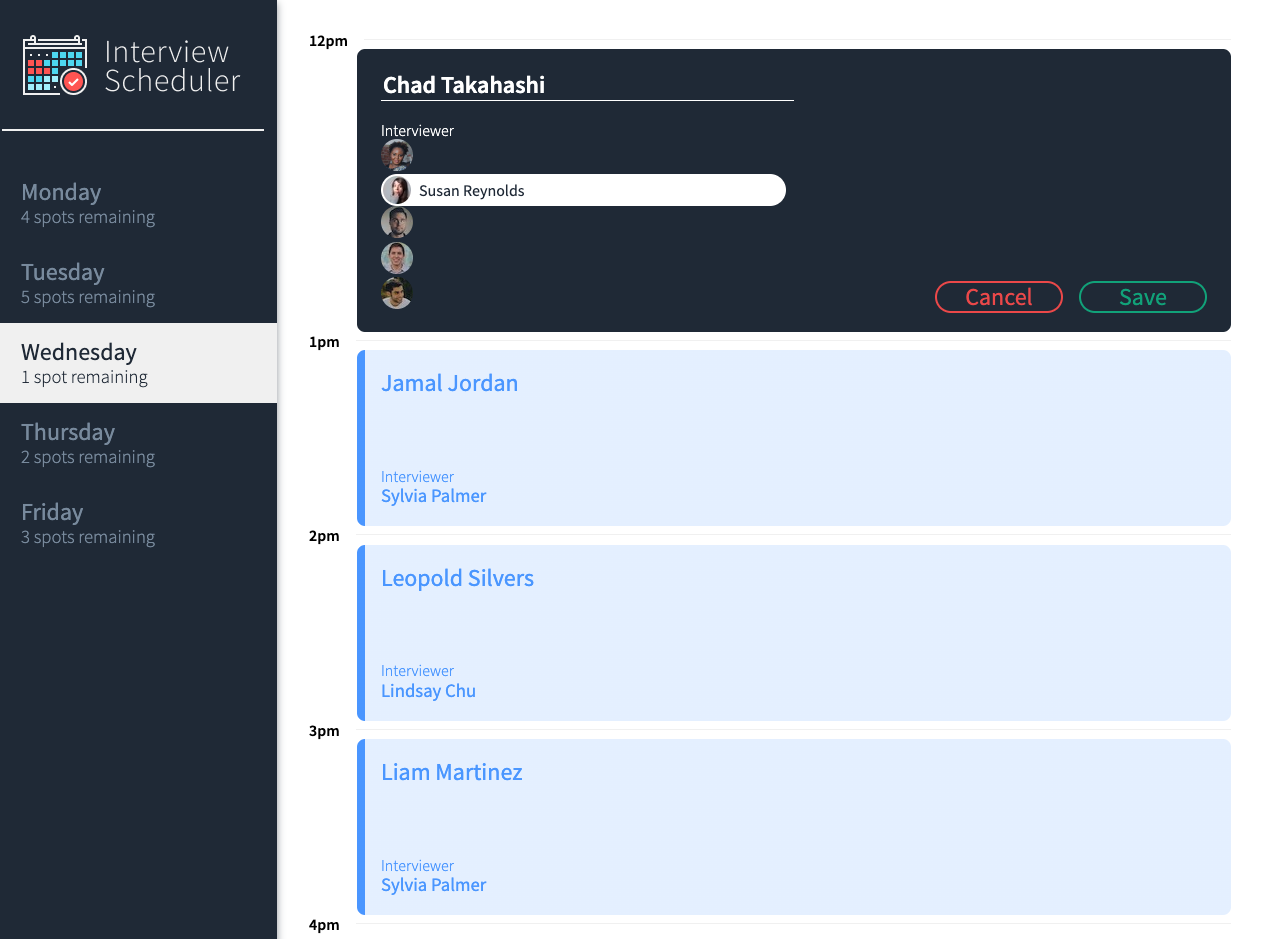 Interview
Scheduler
Monday
4 spots remaining
Tuesday
5 spots remaining
Wednesday
1 spot remaining
Thursday
2 spots remaining
Friday
3 spots remaining
12pm
Chad Takahashi
Interviewer
Susan Reynolds
Cancel
Save
1pm
Jamal Jordan
Interviewer
Sylvia Palmer
2pm
Leopold Silvers
Interviewer
Lindsay Chu
3pm
Liam Martinez
Interviewer
Sylvia Palmer
4pm